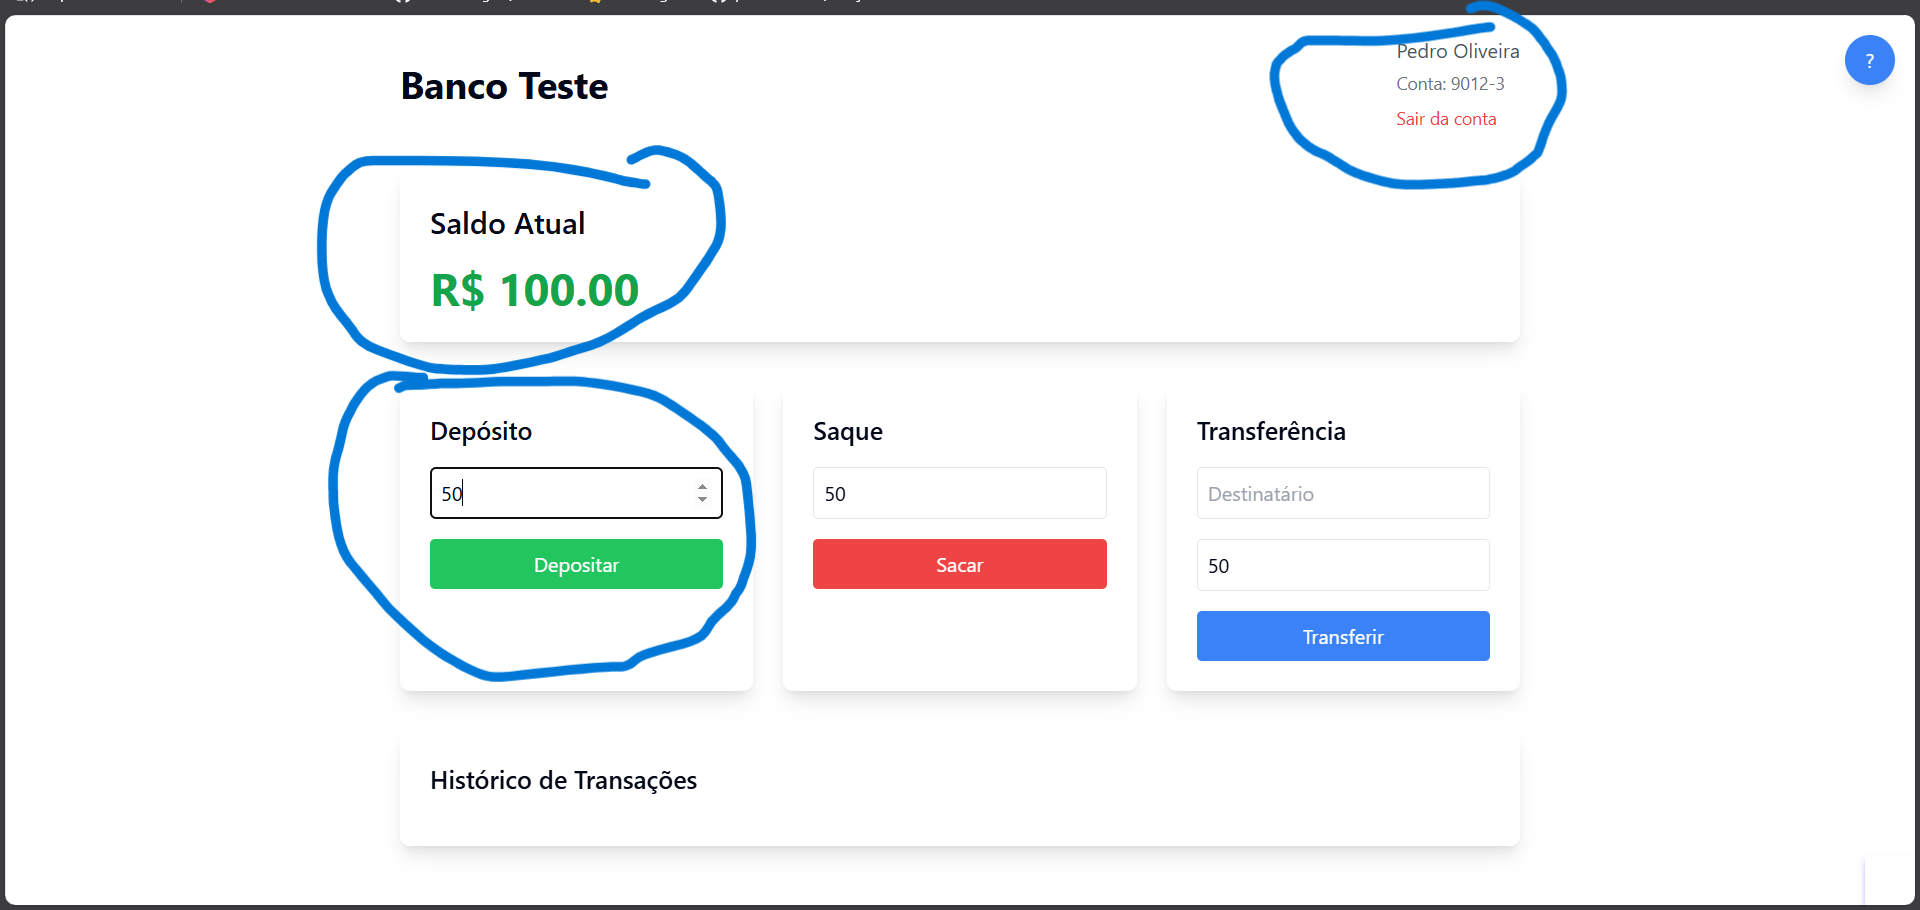 Banco Teste
Pedro Oliveira
Conta: 9012-3
Sair da conta
?
Saldo Atual
R$ 100.00
Depósito
50
Depositar
Saque
50
Sacar
Transferência
Destinatário
50
Transferir
Histórico de Transações